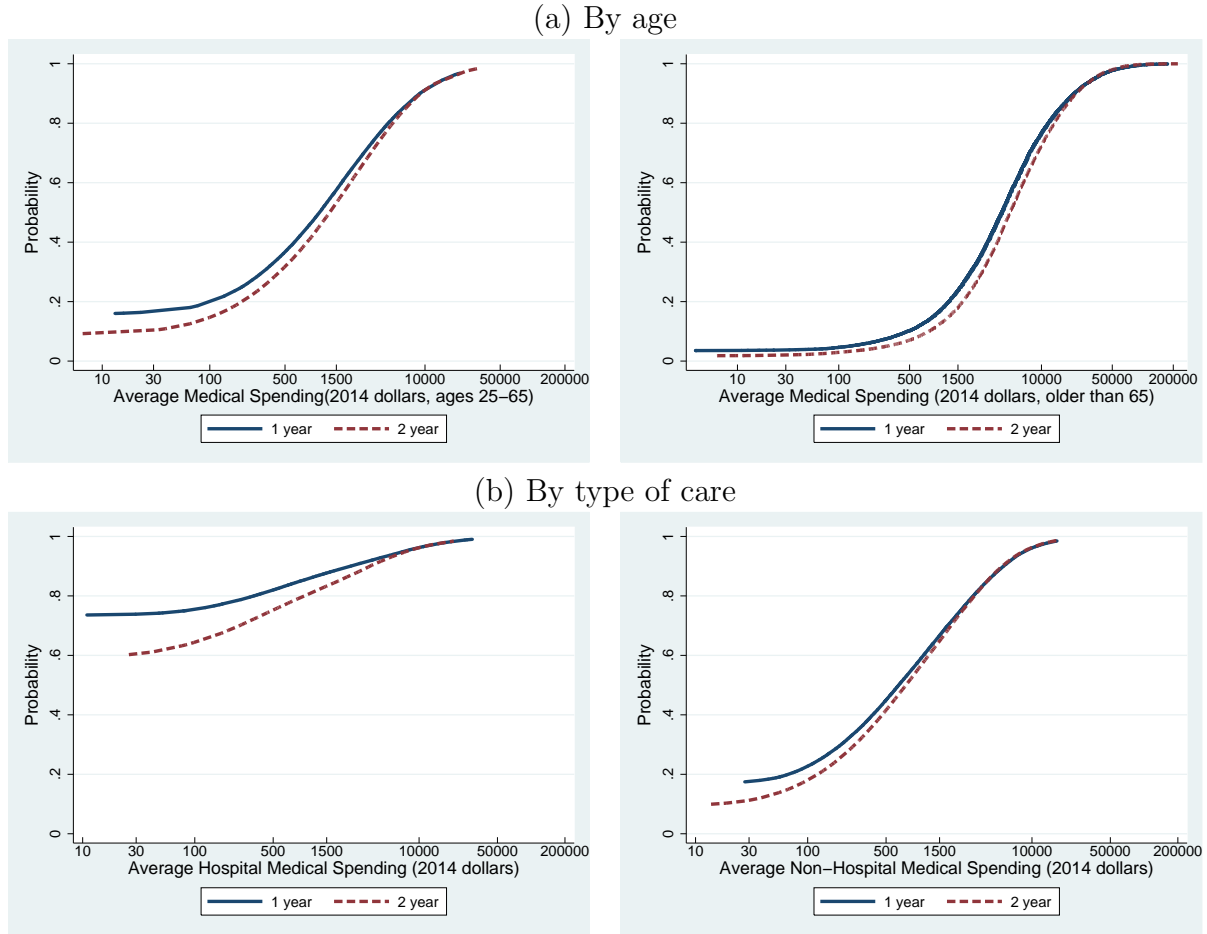 (a) By age
Probability
0 .2 .4 .6 .8 1
10 30 100 500 1500 10000 50000 200000
Average Medical Spending(2014 dollars, ages 25−65)
1 year 2 year
Probability
0 .2 .4 .6 .8 1
10 30 100 500 1500 10000 50000 200000
Average Medical Spending (2014 dollars, older than 65)
1 year 2 year
(b) By type of care
Probability
0 .2 .4 .6 .8 1
10 30 100 500 1500 10000 50000 200000
Average Hospital Medical Spending (2014 dollars)
1 year 2 year
Probability
0 .2 .4 .6 .8 1
10 30 100 500 1500 10000 50000 200000
Average Non−Hospital Medical Spending (2014 dollars)
1 year 2 year